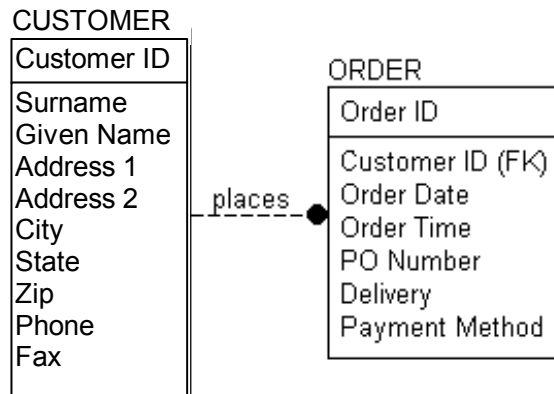 CUSTOMER
Customer ID
Surname
Given Name
Address 1
Address 2
City
State
Zip
Phone
Fax
places
ORDER
Order ID
Customer ID (FK)
Order Date
Order Time
PO Number
Delivery
Payment Method